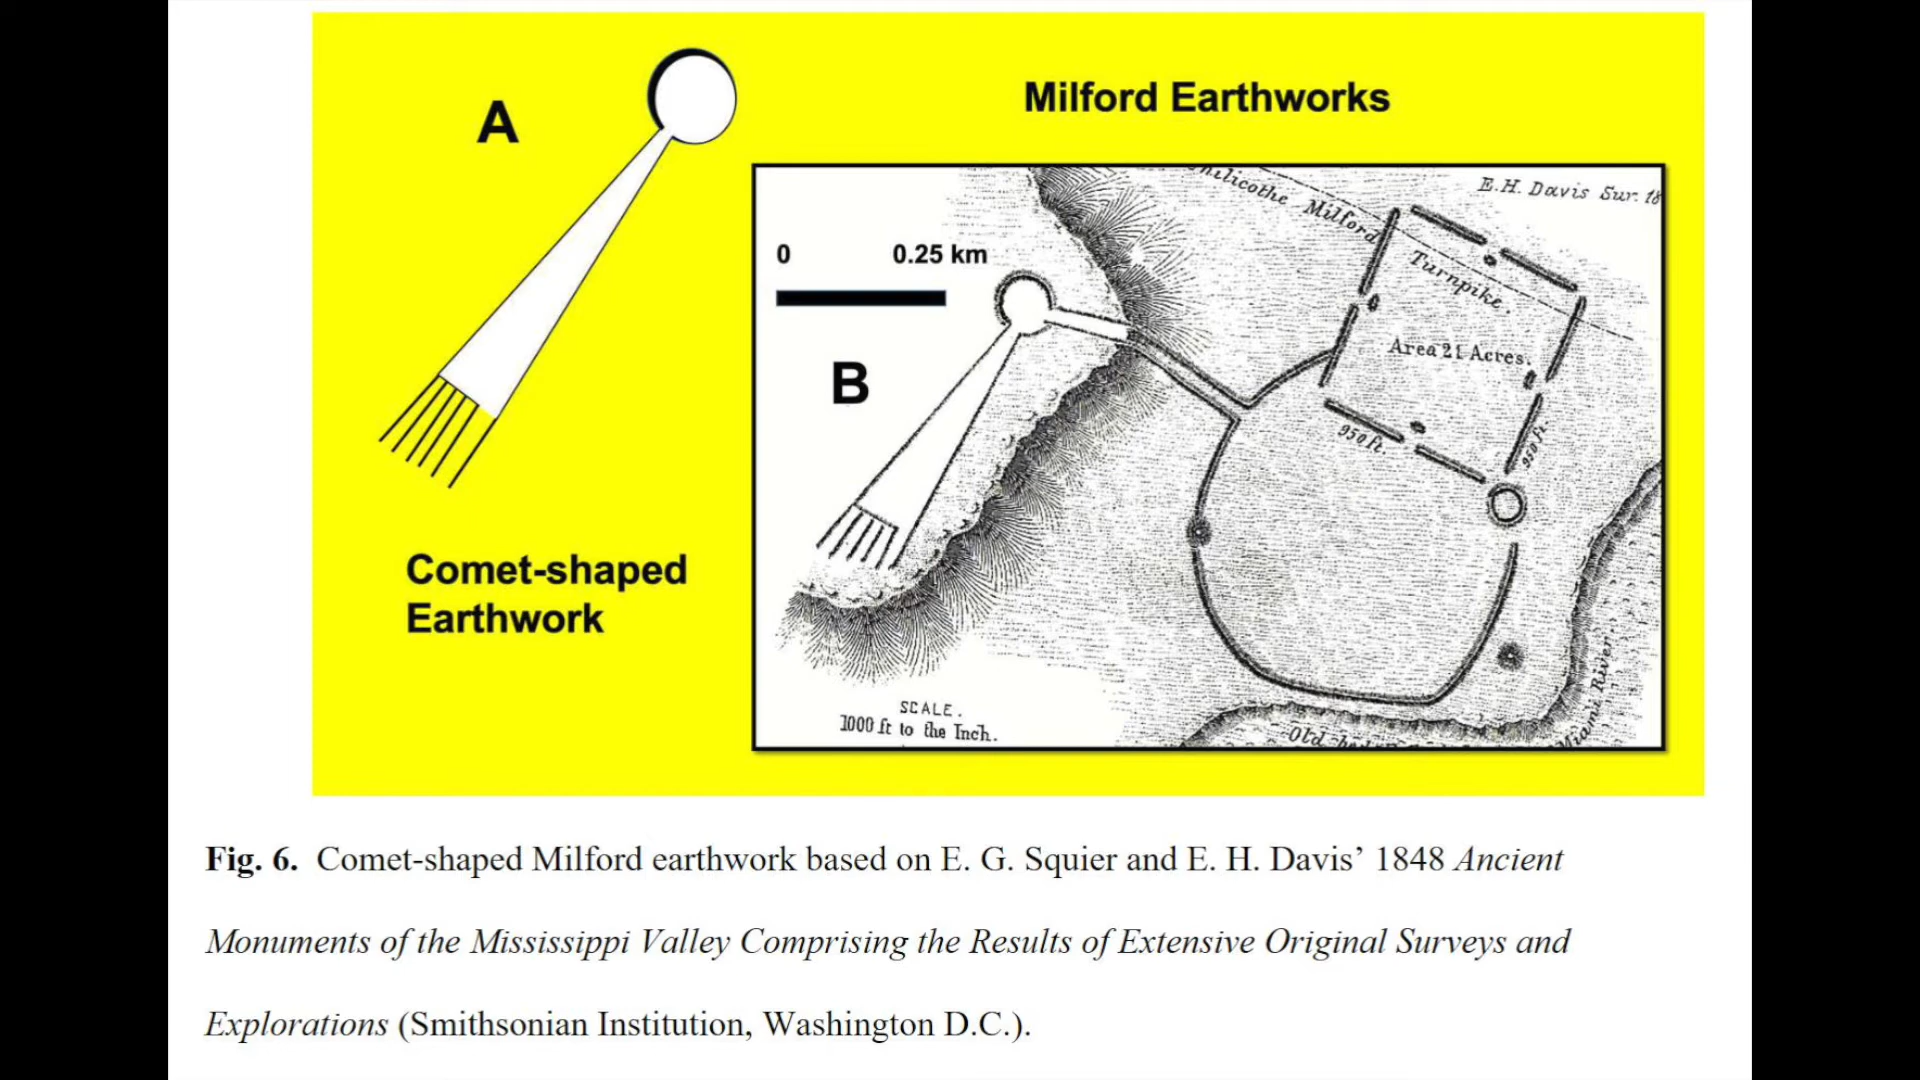 A
Milford Earthworks
hilicothe Milford
Turnpike.
E.H. Davis Sur. 18
0 0.25 km
Area 21 Acres.
B
950 ft.
950 ft.
Comet-shaped
Earthwork
SCALE.
1000 ft to the Inch.
Old
Miami River.
Fig. 6. Comet-shaped Milford earthwork based on E. G. Squier and E. H. Davis’ 1848 Ancient
Monuments of the Mississippi Valley Comprising the Results of Extensive Original Surveys and
Explorations (Smithsonian Institution, Washington D.C.).